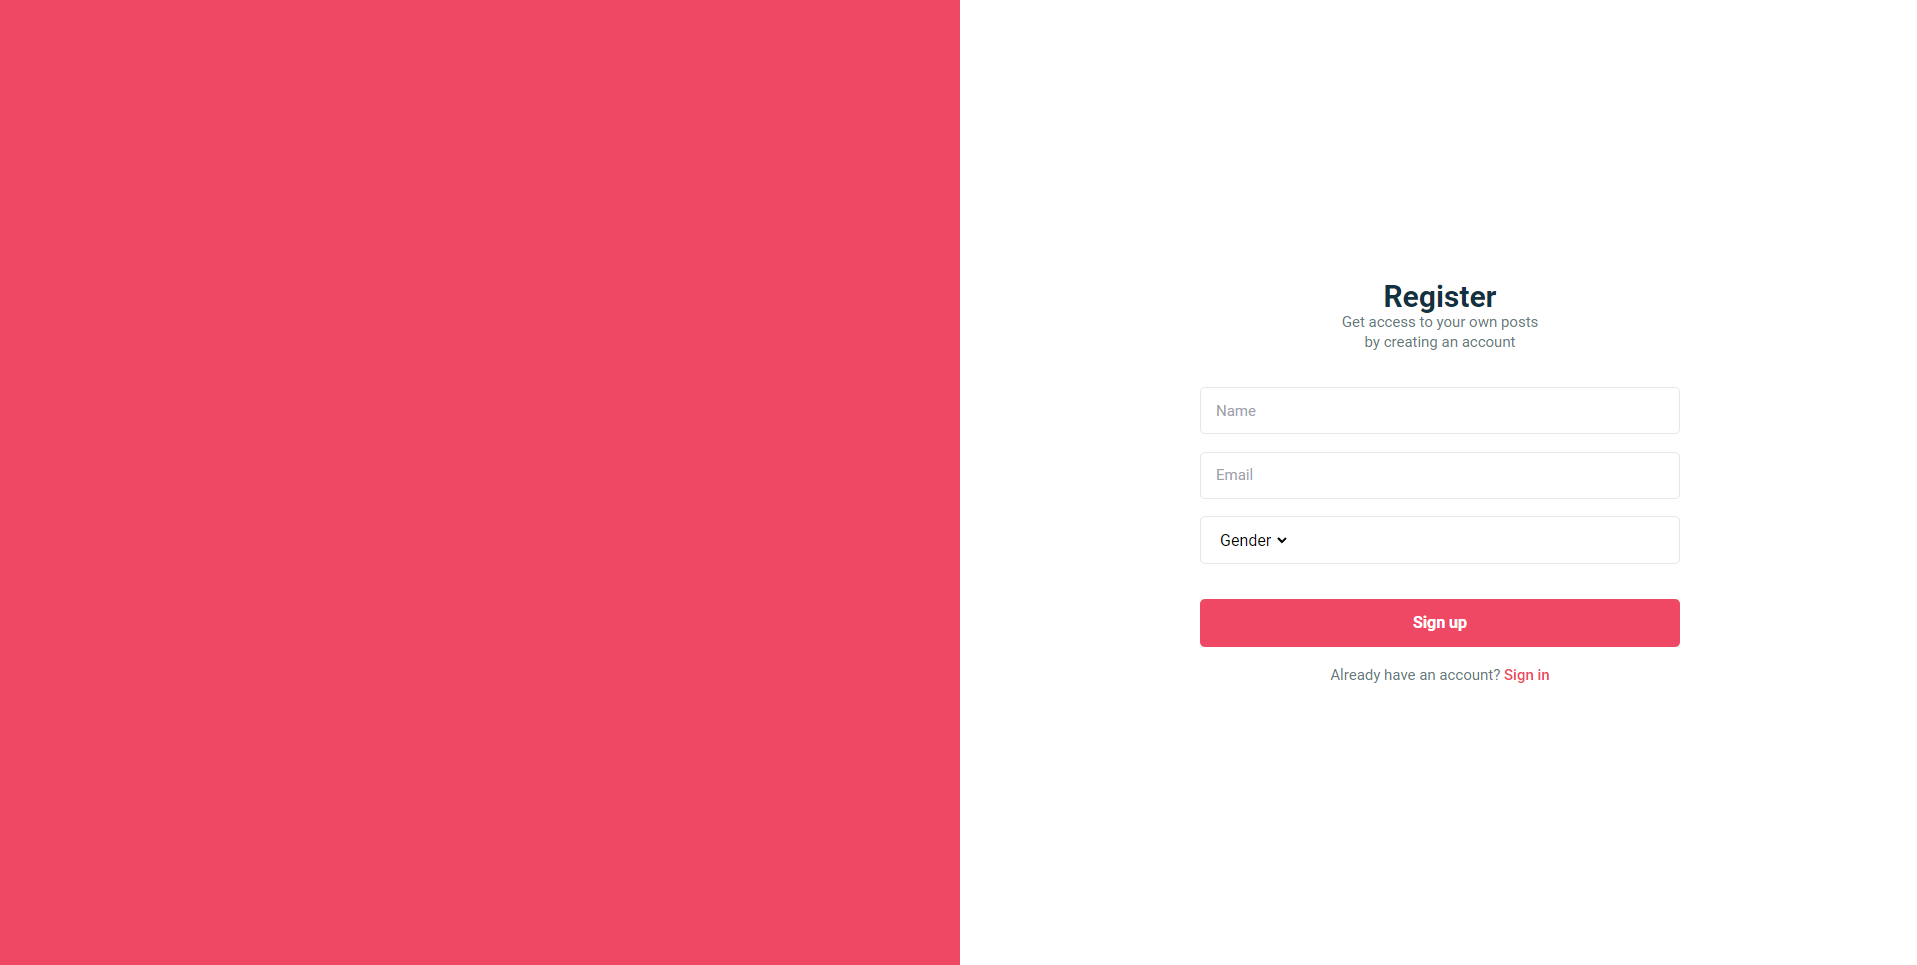 Register
Get access to your own posts
by creating an account
Name
Email
Gender
Sign up
Already have an account? Sign in